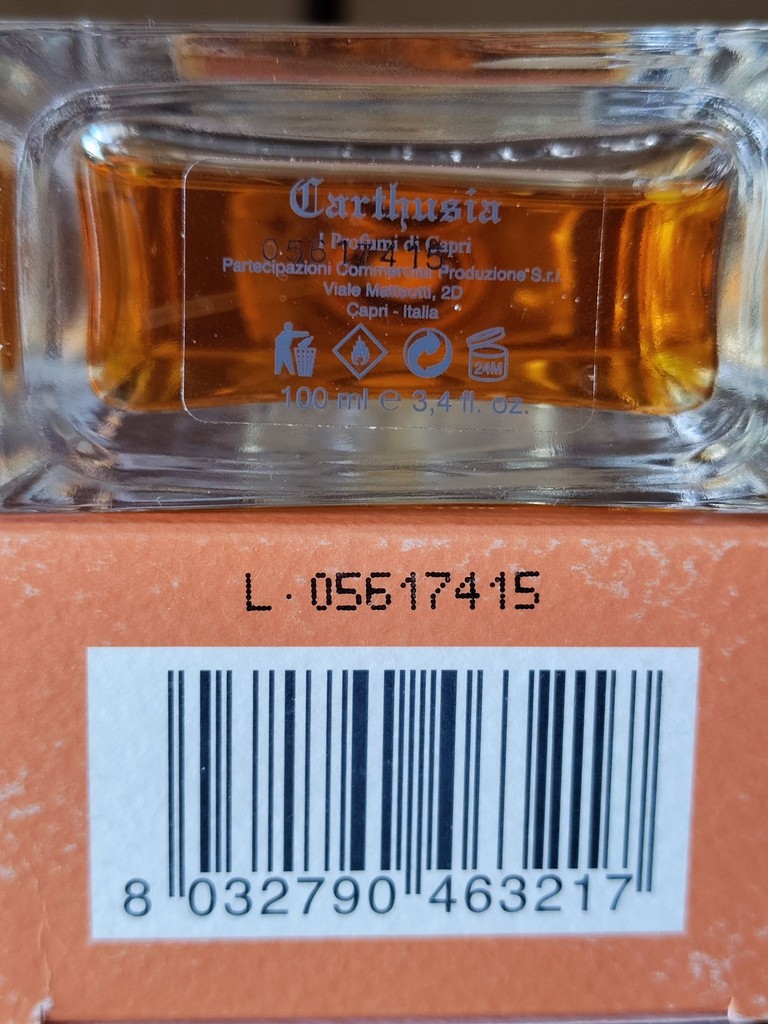 Carthusia
I Profumi di Capri
05617415
Partecipazioni Commerciali Produzione S.r.l.
Viale Matteotti, 2D
Capri - Italia
24M
100 ml ℮ 3,4 fl. oz.
L. 05617415
8 032790 463217